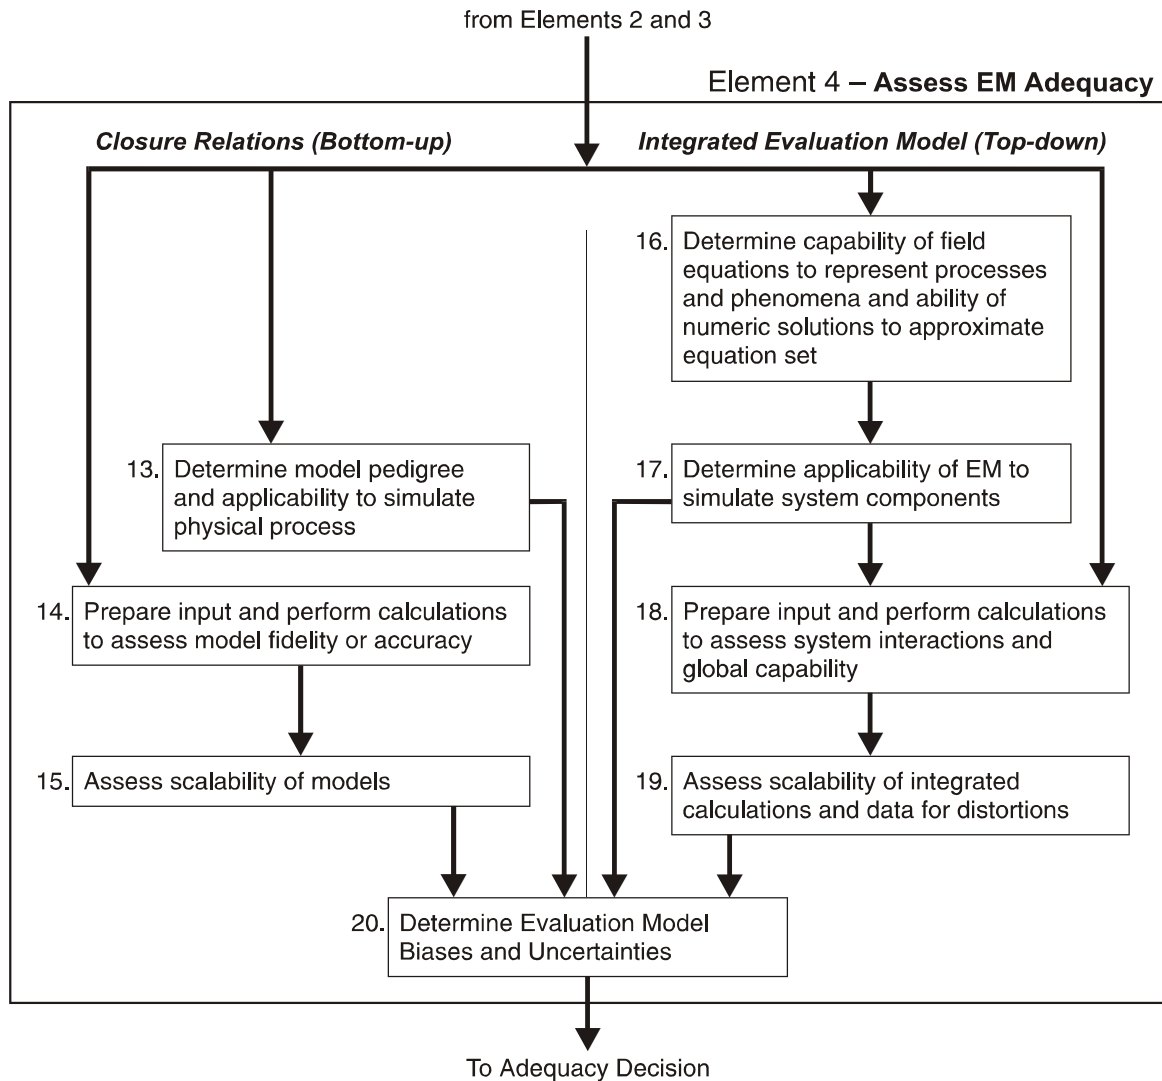 from Elements 2 and 3
Element 4 – Assess EM Adequacy
Closure Relations (Bottom-up)
Integrated Evaluation Model (Top-down)
16. Determine capability of field
equations to represent processes
and phenomena and ability of
numeric solutions to approximate
equation set
13. Determine model pedigree
and applicability to simulate
physical process
17. Determine applicability of EM to
simulate system components
14. Prepare input and perform calculations
to assess model fidelity or accuracy
18. Prepare input and perform calculations
to assess system interactions and
global capability
15. Assess scalability of models
19. Assess scalability of integrated
calculations and data for distortions
20. Determine Evaluation Model
Biases and Uncertainties
To Adequacy Decision